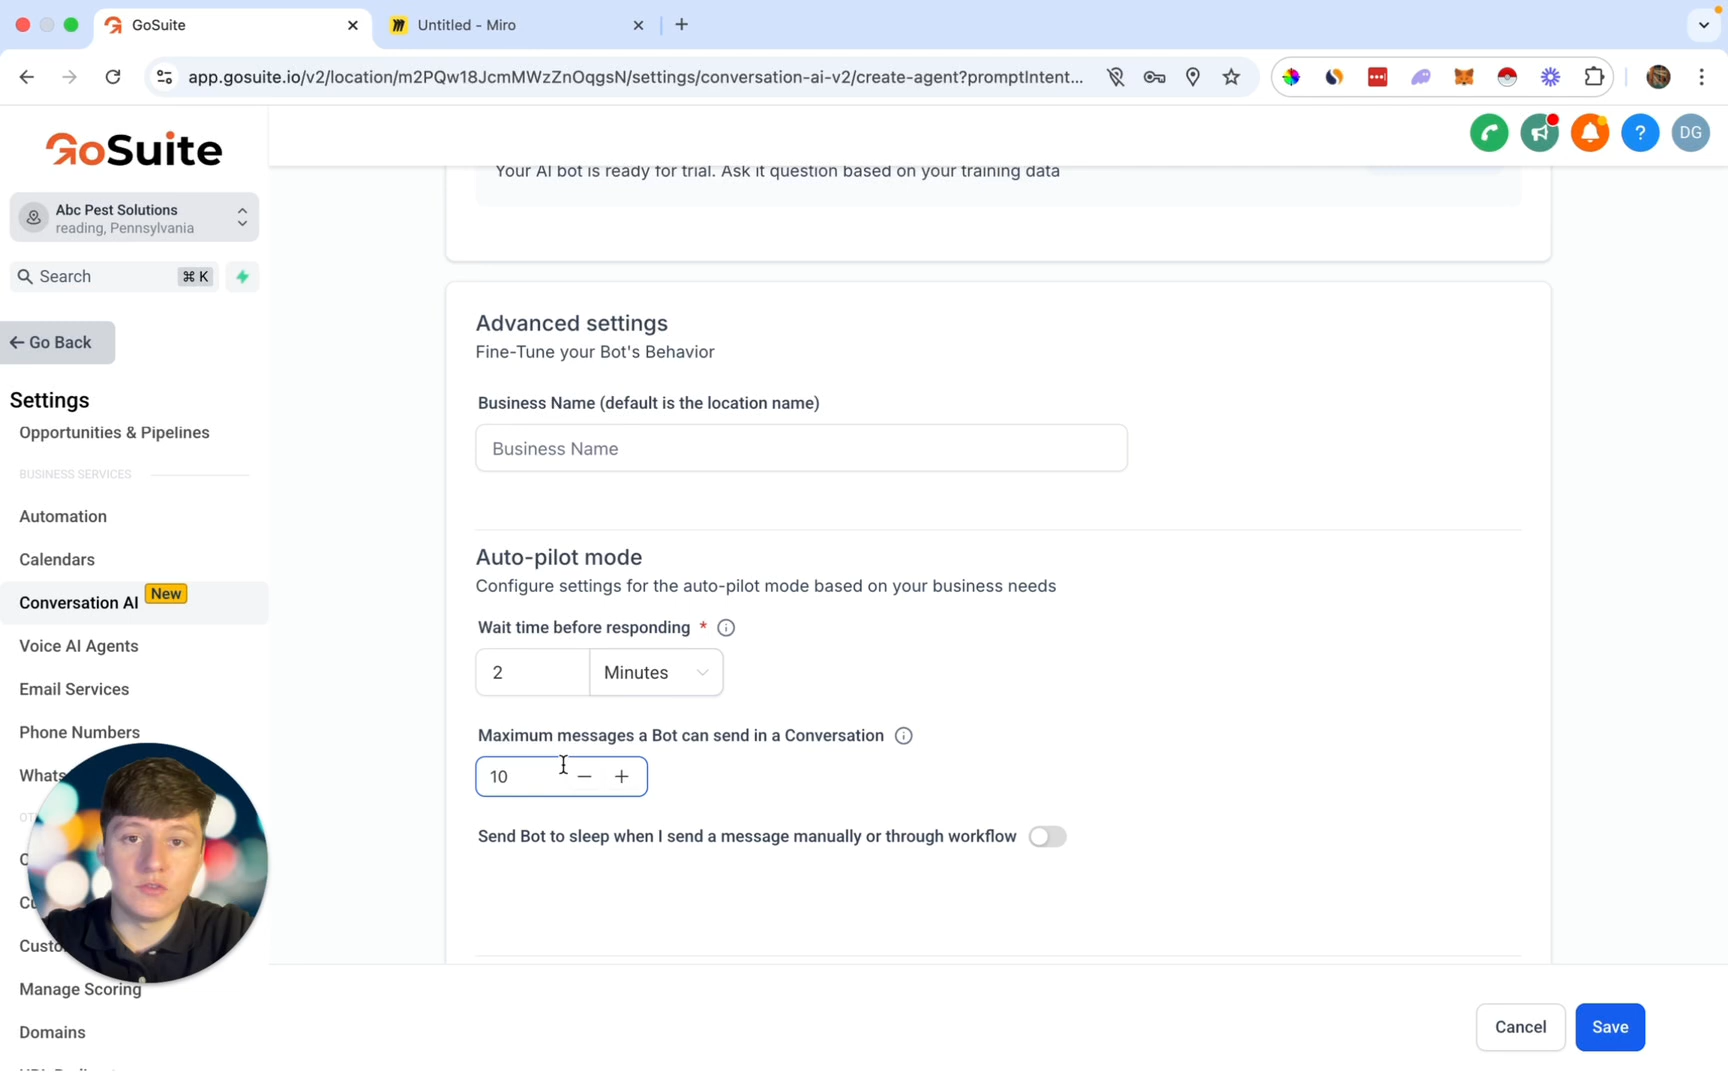 GoSuite
Untitled - Miro
app.gosuite.io/v2/location/m2PQw18JcmMWzZnOqgsN/settings/conversation-ai-v2/create-agent?promptIntent...
GoSuite
DG
Abc Pest Solutions
reading, Pennsylvania
Search
⌘ K
Go Back
Settings
Opportunities & Pipelines
BUSINESS SERVICES
Automation
Calendars
Conversation AI
New
Voice AI Agents
Email Services
Phone Numbers
Manage Scoring
Domains
Your AI bot is ready for trial. Ask it question based on your training data
Advanced settings
Fine-Tune your Bot's Behavior
Business Name (default is the location name)
Business Name
Auto-pilot mode
Configure settings for the auto-pilot mode based on your business needs
Wait time before responding *
2
Minutes
Maximum messages a Bot can send in a Conversation
10
Send Bot to sleep when I send a message manually or through workflow
Cancel
Save